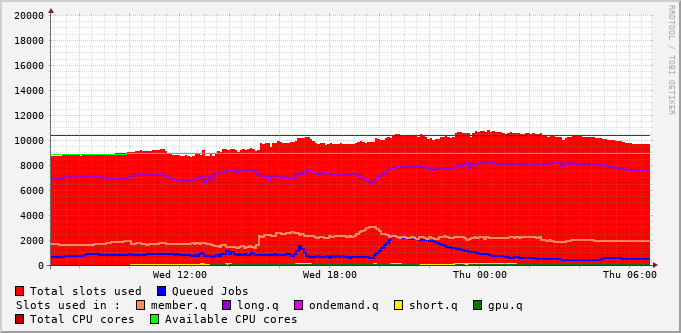 RRDTOOL / TOBI OETIKER
20000
18000
16000
14000
12000
10000
8000
6000
4000
2000
0
Wed 12:00 Wed 18:00 Thu 00:00 Thu 06:00
Total slots used Queued Jobs
Slots used in : member.q long.q ondemand.q short.q gpu.q
Total CPU cores Available CPU cores